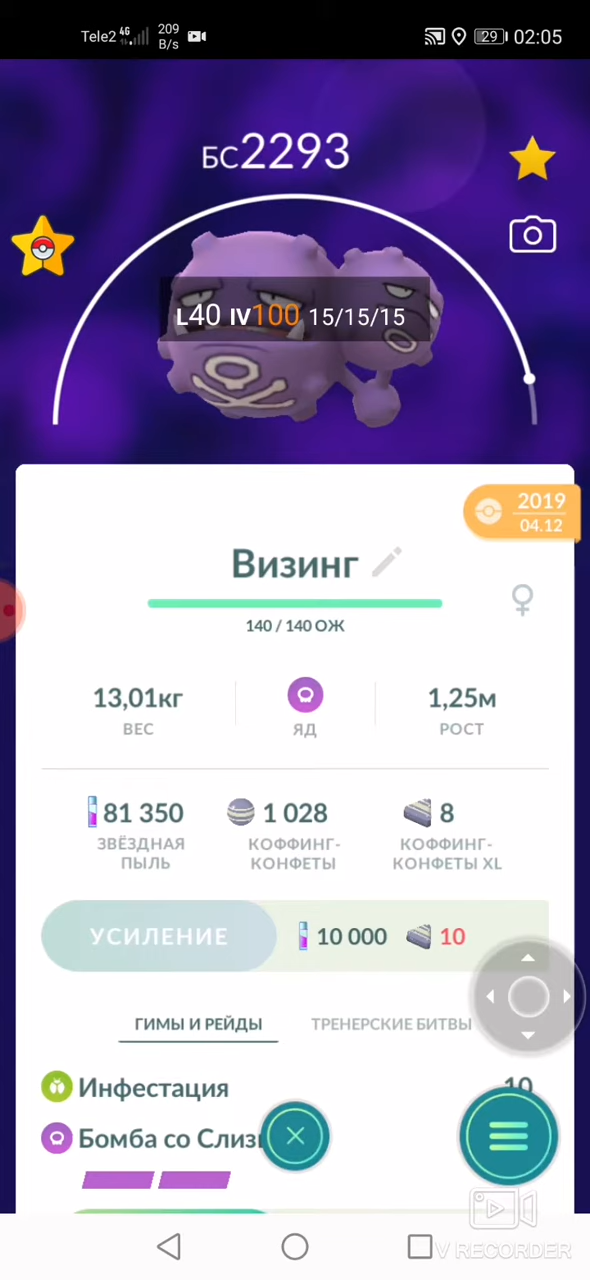 Tele2 4G 209 B/s 29 02:05
БС2293
L40 IV100 15/15/15
2019
04.12
Визинг
140 / 140 ОЖ
13,01кг
ВЕС
ЯД
1,25м
РОСТ
81 350
ЗВЁЗДНАЯ
ПЫЛЬ
1 028
КОФФИНГ-
КОНФЕТЫ
8
КОФФИНГ-
КОНФЕТЫ XL
УСИЛЕНИЕ 10 000 10
ГИМЫ И РЕЙДЫ ТРЕНЕРСКИЕ БИТВЫ
Инфестация 10
Бомба со
V RECORDER